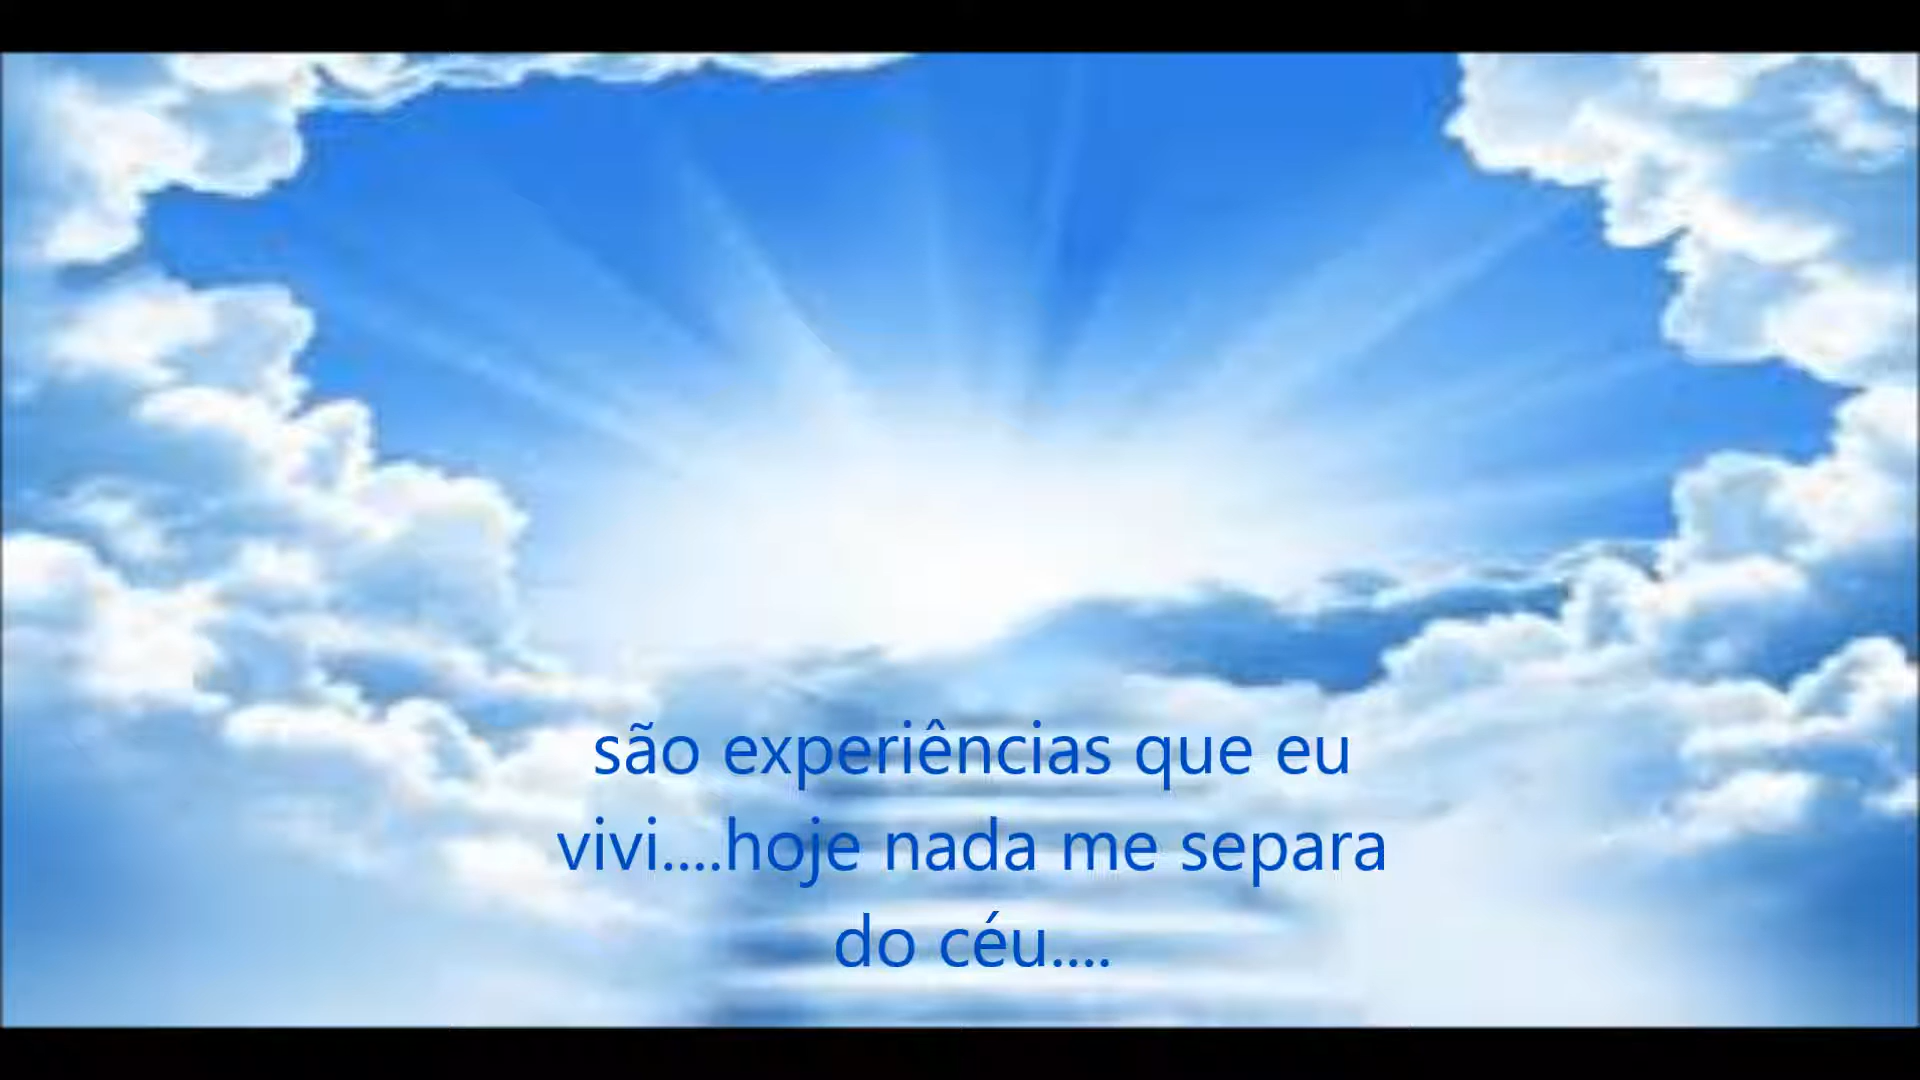 são experiências que eu
vivi....hoje nada me separa
do céu....